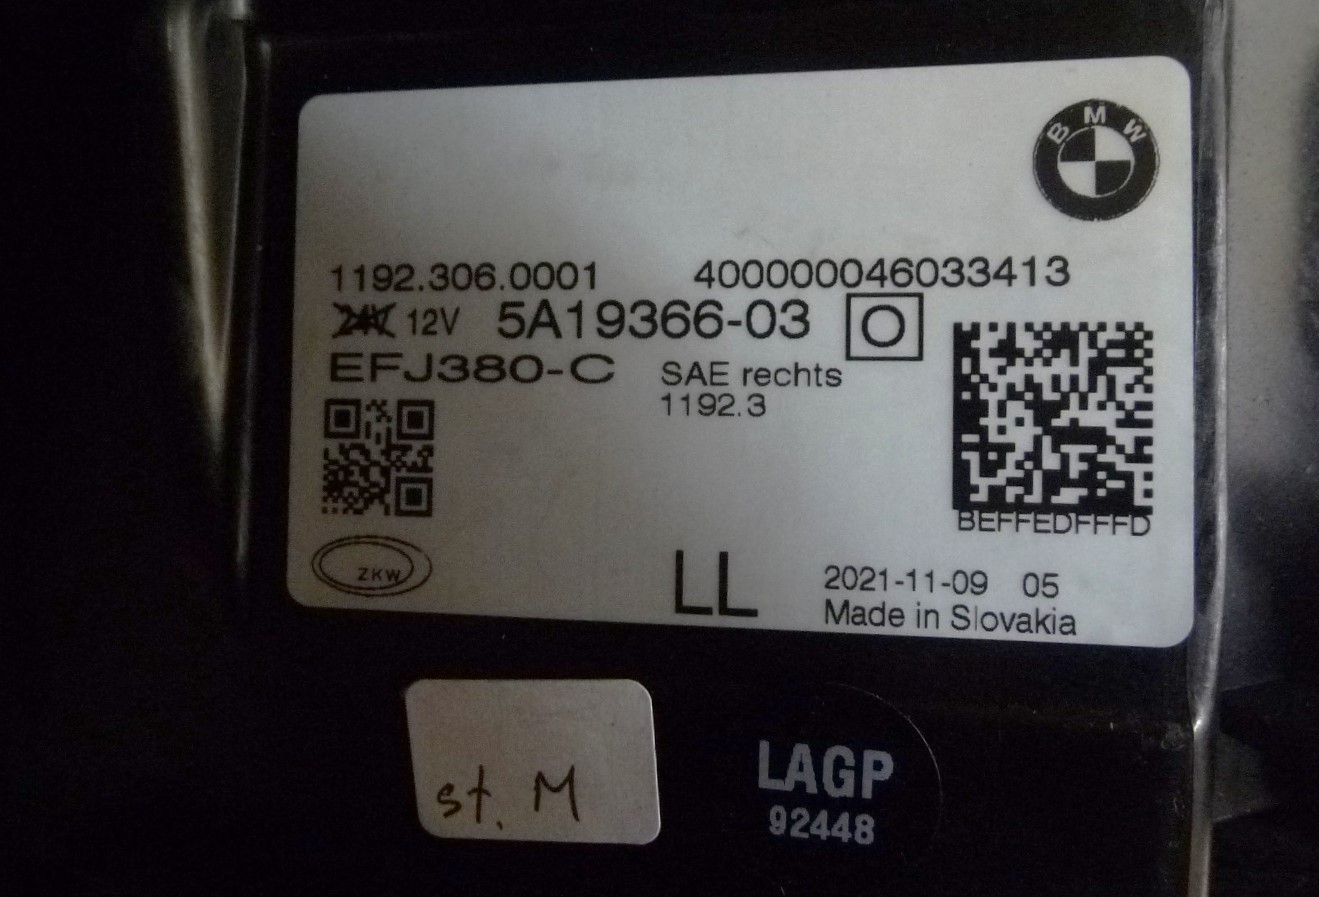 BMW
1192.306.0001 400000046033413
24V 12V 5A19366-03 O
EFJ380-C SAE rechts
1192.3
BEFFEDFFFD
ZKW
LL 2021-11-09 05
Made in Slovakia
st. M
LAGP
92448